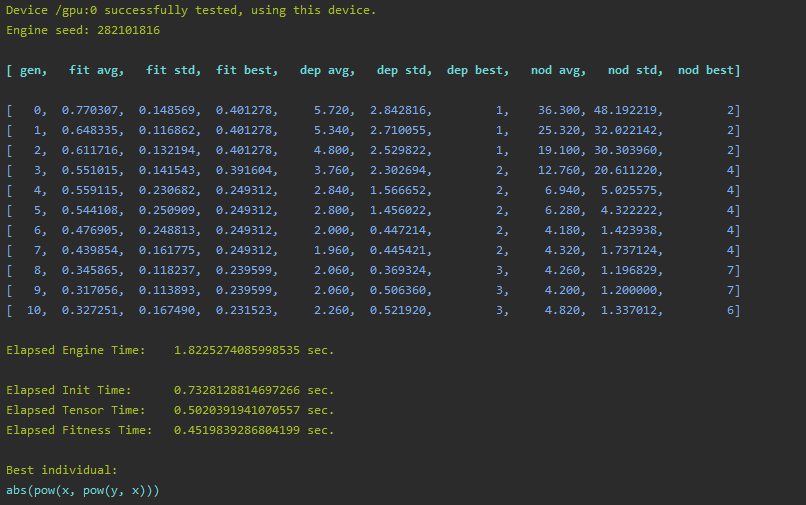 Device /gpu:0 successfully tested, using this device.
Engine seed: 282101816
[ gen, fit avg, fit std, fit best, dep avg, dep std, dep best, nod avg, nod std, nod best]
[ 0, 0.770307, 0.148569, 0.401278, 5.720, 2.842816, 1, 36.300, 48.192219, 2]
[ 1, 0.648335, 0.116862, 0.401278, 5.340, 2.710055, 1, 25.320, 32.022142, 2]
[ 2, 0.611716, 0.132194, 0.401278, 4.800, 2.529822, 1, 19.100, 30.303960, 2]
[ 3, 0.551015, 0.141543, 0.391604, 3.760, 2.302694, 2, 12.760, 20.611220, 4]
[ 4, 0.559115, 0.230682, 0.249312, 2.840, 1.566652, 2, 6.940, 5.025575, 4]
[ 5, 0.544108, 0.250909, 0.249312, 2.800, 1.456022, 2, 6.280, 4.322222, 4]
[ 6, 0.476905, 0.248813, 0.249312, 2.000, 0.447214, 2, 4.180, 1.423938, 4]
[ 7, 0.439854, 0.161775, 0.249312, 1.960, 0.445421, 2, 4.320, 1.737124, 4]
[ 8, 0.345865, 0.118237, 0.239599, 2.060, 0.369324, 3, 4.260, 1.196829, 7]
[ 9, 0.317056, 0.113893, 0.239599, 2.060, 0.506360, 3, 4.200, 1.200000, 7]
[ 10, 0.327251, 0.167490, 0.231523, 2.260, 0.521920, 3, 4.820, 1.337012, 6]
Elapsed Engine Time: 1.8225274085998535 sec.
Elapsed Init Time: 0.7328128814697266 sec.
Elapsed Tensor Time: 0.5020391941070557 sec.
Elapsed Fitness Time: 0.4519839286804199 sec.
Best individual:
abs(pow(x, pow(y, x)))